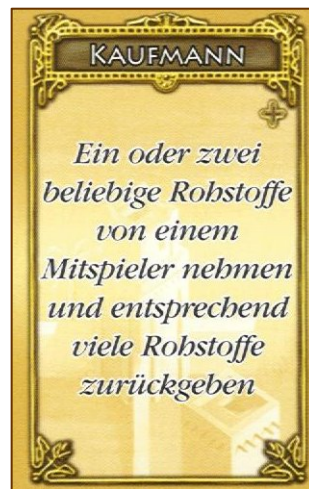 KAUFMANN
Ein oder zwei
beliebige Rohstoffe
von einem
Mitspieler nehmen
und entsprechend
viele Rohstoffe
zurückgeben